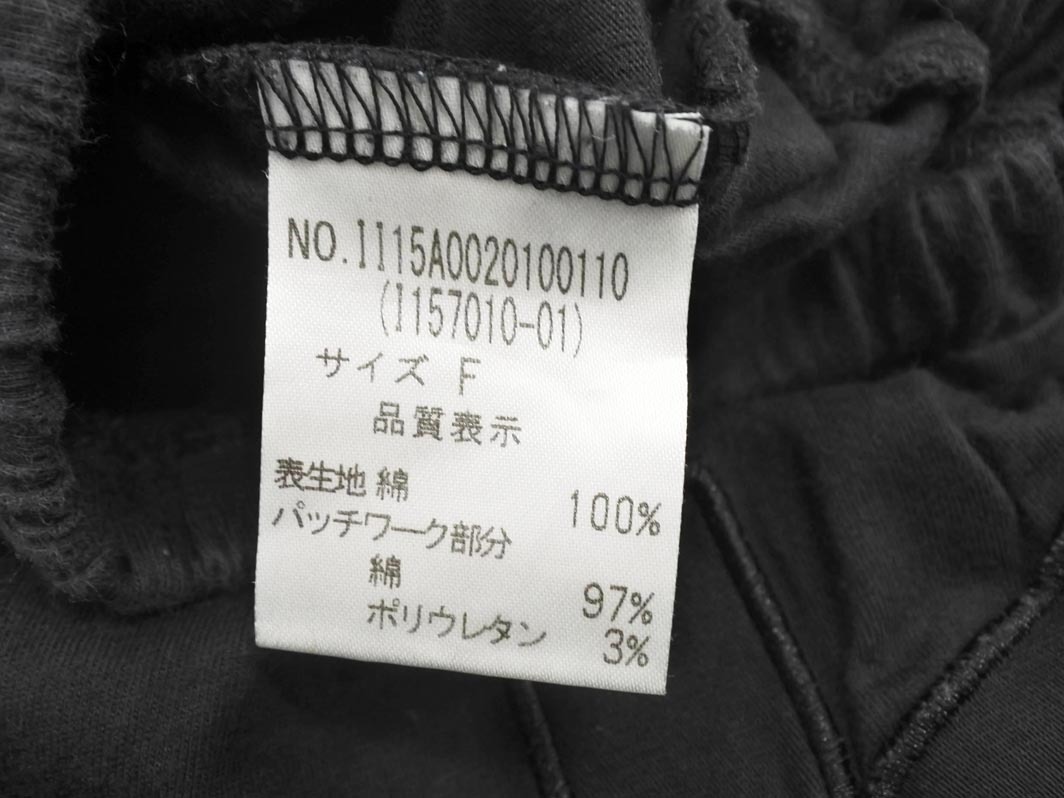 NO.II15A0020100110
(I157010-01)
サイズ F
品質表示
表生地 綿 100%
パッチワーク部分
綿 97%
ポリウレタン 3%